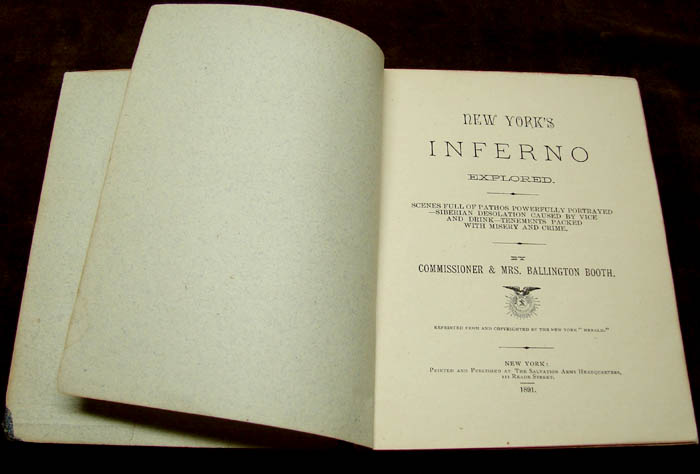 NEW YORK'S
INFERNO
EXPLORED.
SCENES FULL OF PATHOS POWERFULLY PORTRAYED
—SIBERIAN DESOLATION CAUSED BY VICE
AND DRINK—TENEMENTS PACKED
WITH MISERY AND CRIME.
BY
COMMISSIONER & MRS. BALLINGTON BOOTH.
REPRINTED FROM AND COPYRIGHTED BY THE NEW YORK "HERALD."
NEW YORK:
PRINTED AND PUBLISHED AT THE SALVATION ARMY HEADQUARTERS,
111 READE STREET.
1891.